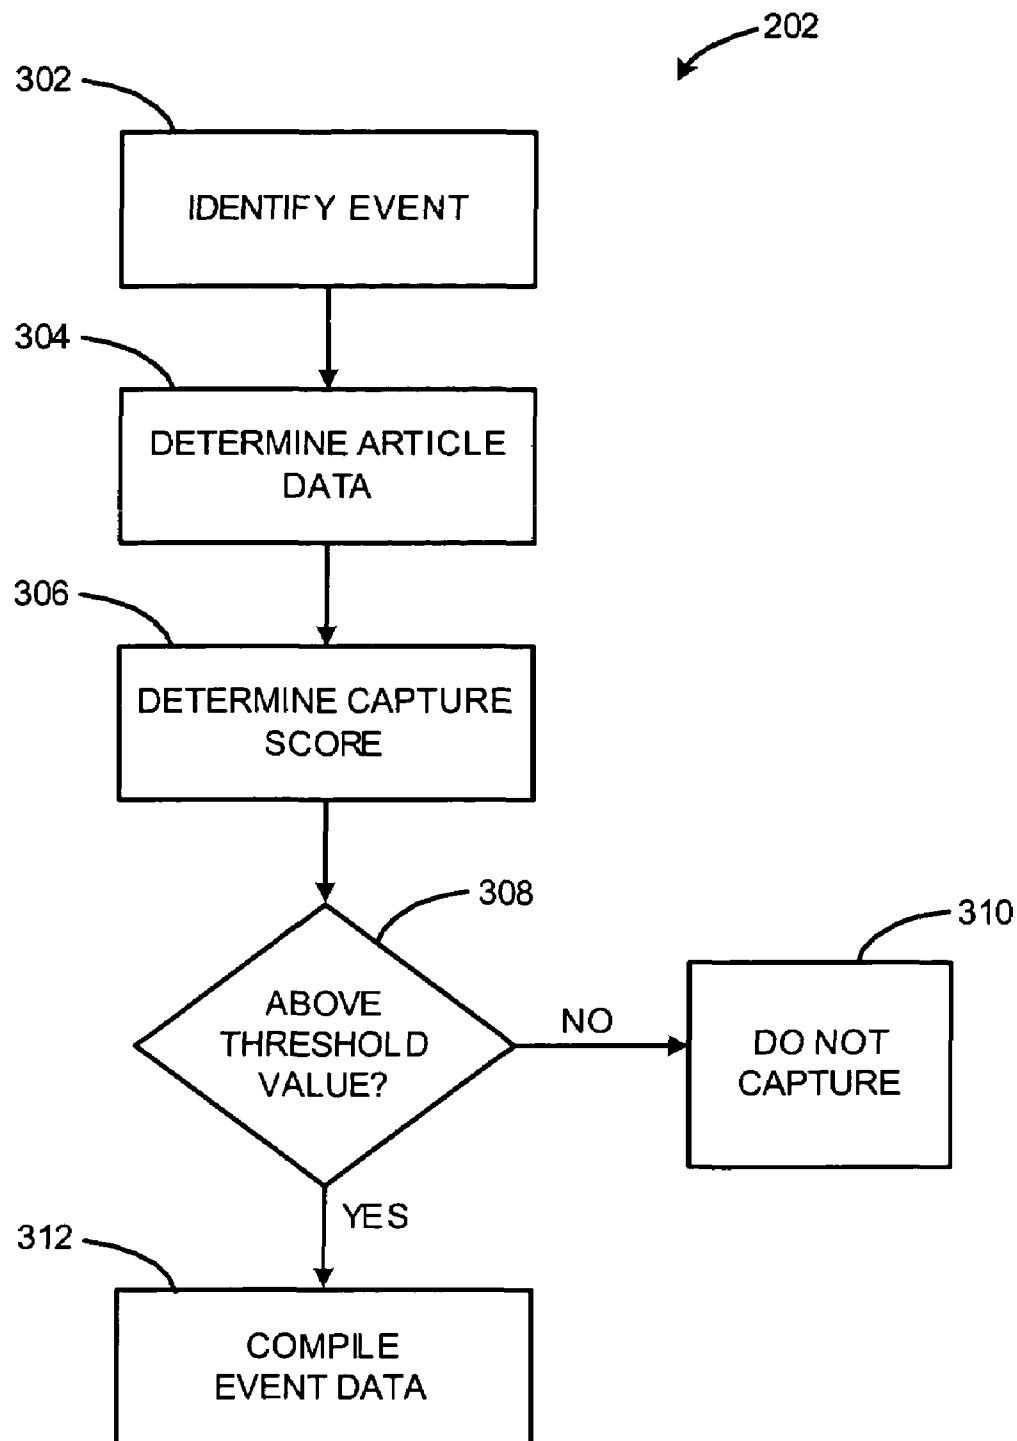 202
302
IDENTIFY EVENT
304
DETERMINE ARTICLE
DATA
306
DETERMINE CAPTURE
SCORE
308
310
ABOVE
THRESHOLD
VALUE?
NO
DO NOT
CAPTURE
YES
312
COMPILE
EVENT DATA